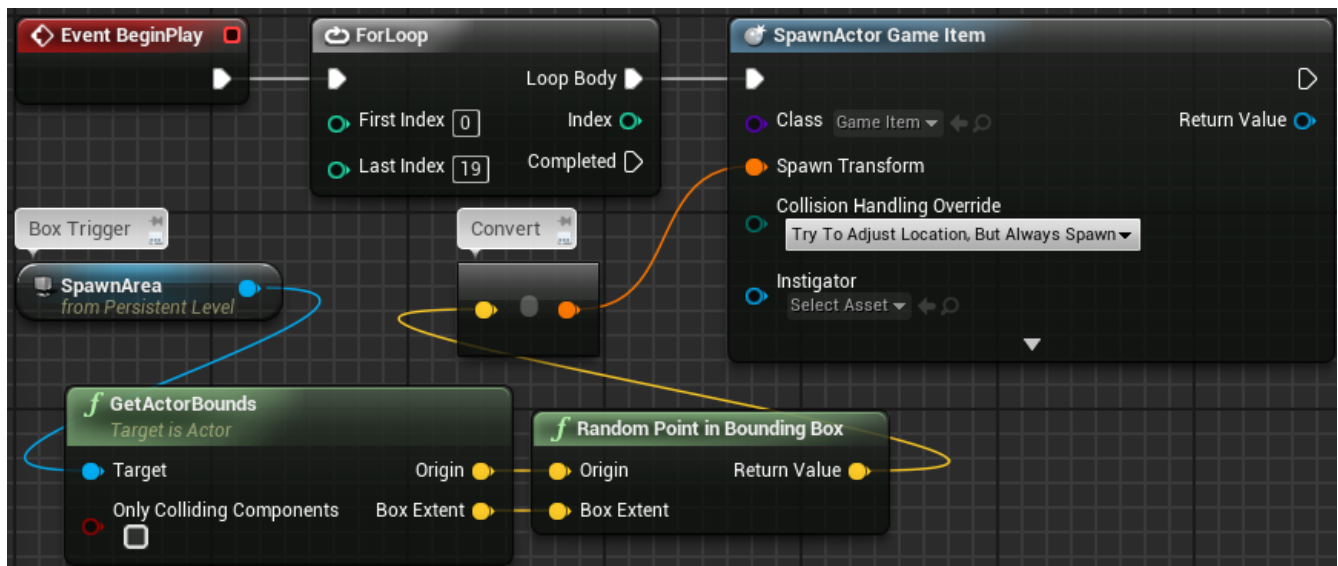 Event BeginPlay
ForLoop
Loop Body
First Index 0
Index
Last Index 19
Completed
SpawnActor Game Item
Class Game Item
Return Value
Spawn Transform
Collision Handling Override
Try To Adjust Location, But Always Spawn
Instigator
Select Asset
Box Trigger
SpawnArea
from Persistent Level
Convert
f GetActorBounds
Target is Actor
Target
Origin
Only Colliding Components
Box Extent
f Random Point in Bounding Box
Origin
Return Value
Box Extent